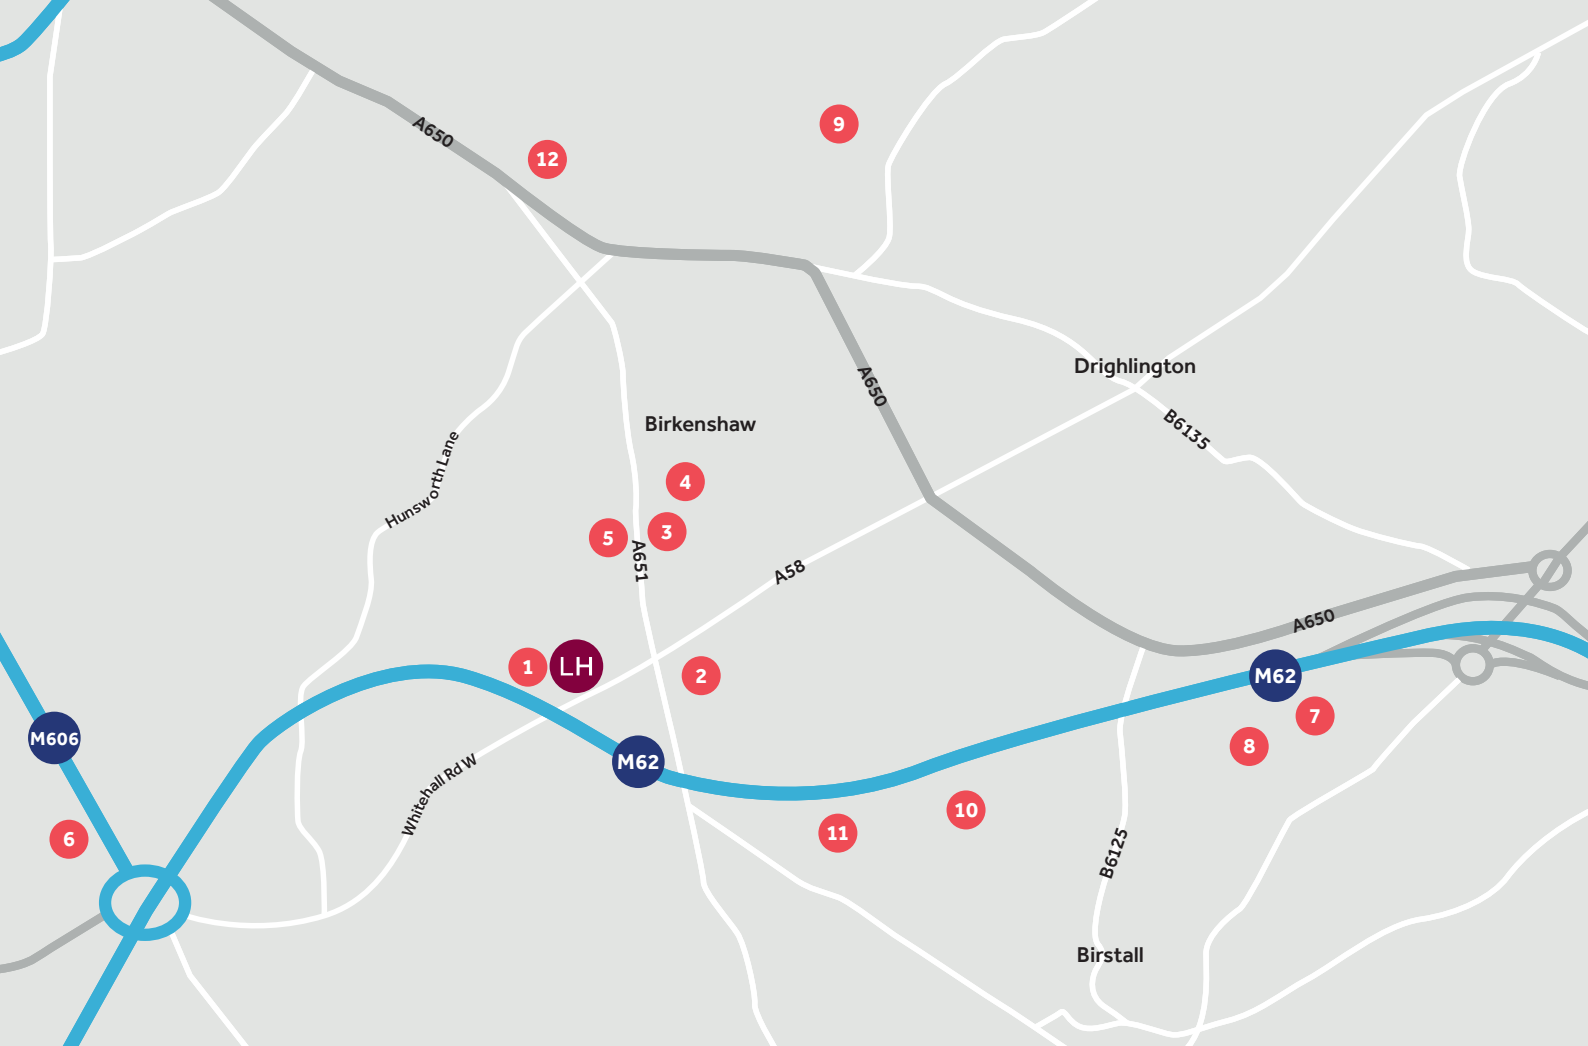 9
A650
12
Drighlington
A650
Birkenshaw
B6135
Hunsworth Lane
4
5
3
A651
A58
A650
1
LH
2
M62
7
M606
8
M62
Whitehall Rd W
10
11
6
B6125
Birstall